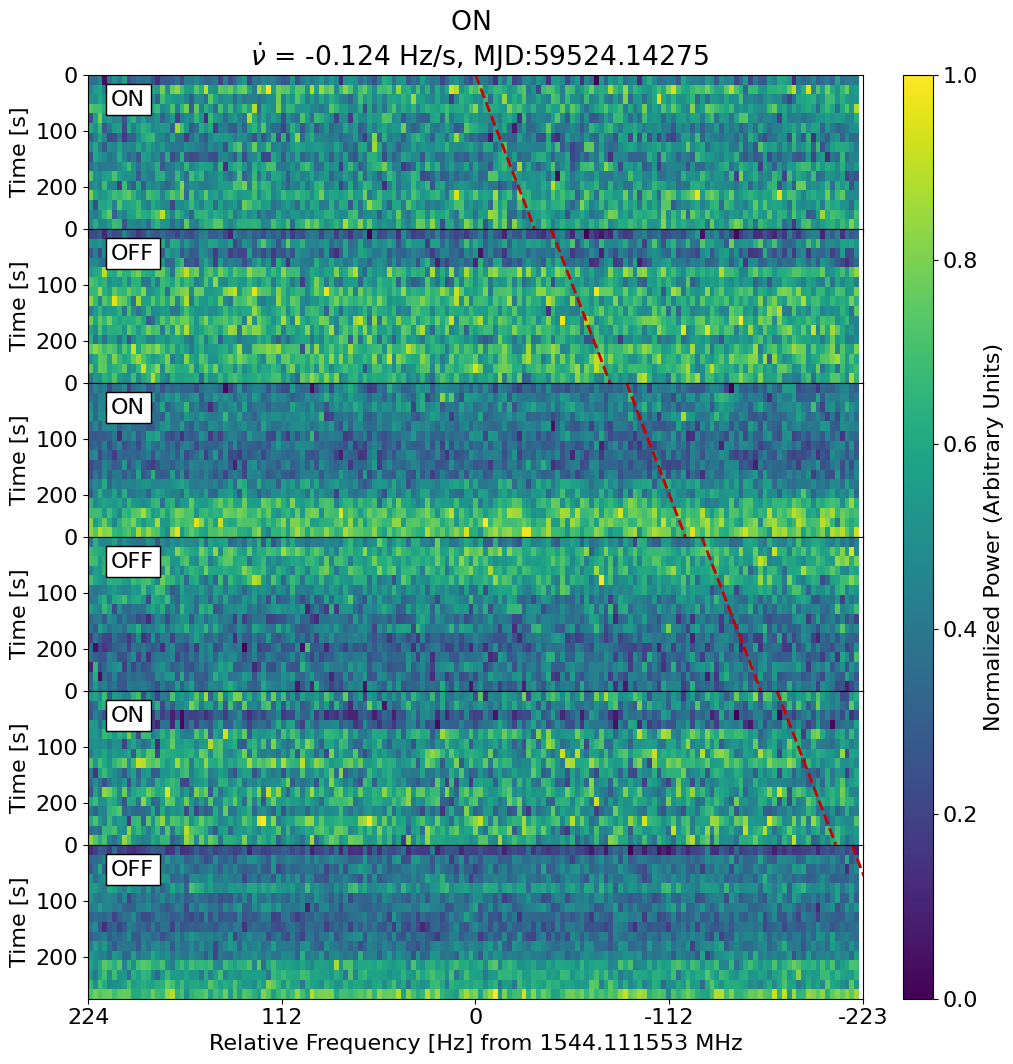 ON
ν̇ = -0.124 Hz/s, MJD:59524.14275
0
ON
100
Time [s]
200
0
OFF
100
Time [s]
200
0
ON
100
Time [s]
200
0
OFF
100
Time [s]
200
0
ON
100
Time [s]
200
0
OFF
100
Time [s]
200
224 112 0 -112 -223
Relative Frequency [Hz] from 1544.111553 MHz
1.0
0.8
0.6
0.4
0.2
0.0
Normalized Power (Arbitrary Units)